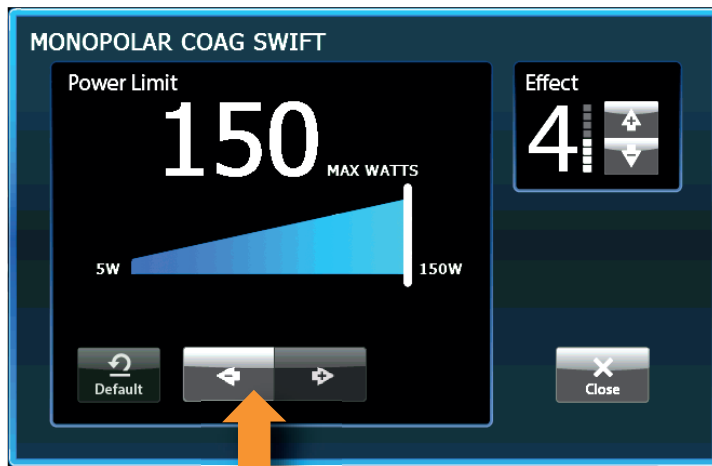 MONOPOLAR COAG SWIFT
Power Limit
150 MAX WATTS
5W 150W
Default
Effect
4
Close